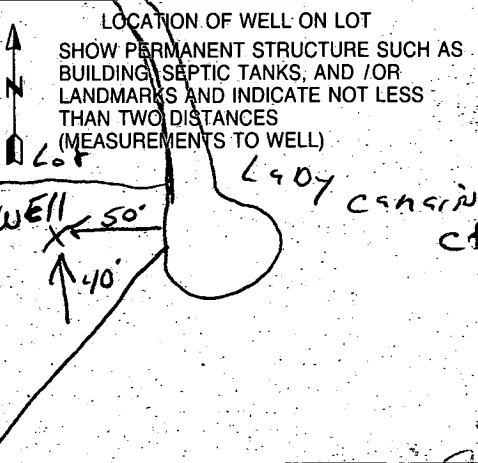 LOCATION OF WELL ON LOT
SHOW PERMANENT STRUCTURE SUCH AS
BUILDING, SEPTIC TANKS, AND / OR
LANDMARKS AND INDICATE NOT LESS
THAN TWO DISTANCES
(MEASUREMENTS TO WELL)
N
Lot
Lady
WEll
50'
X
40'